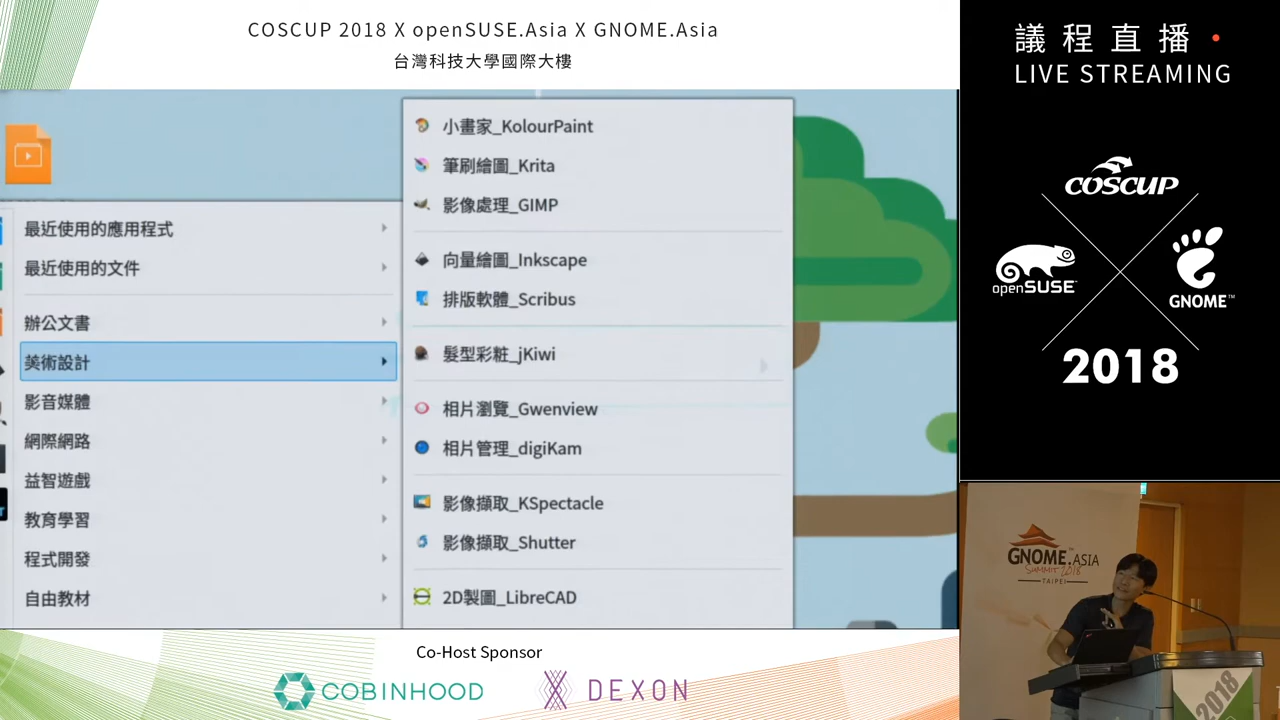 COSCUP 2018 X openSUSE.Asia X GNOME.Asia
台灣科技大學國際大樓
議程直播
LIVE STREAMING
最近使用的應用程式
最近使用的文件
辦公文書
美術設計
影音媒體
網際網路
益智遊戲
教育學習
程式開發
自由教材
小畫家_KolourPaint
筆刷繪圖_Krita
影像處理_GIMP
向量繪圖_Inkscape
排版軟體_Scribus
髮型彩粧_jKiwi
相片瀏覽_Gwenview
相片管理_digiKam
影像擷取_KSpectacle
影像擷取_Shutter
2D製圖_LibreCAD
COSCUP
openSUSE
GNOME™
2018
GNOME.ASIA
SUMMIT 2018
TAIPEI
2018
Co-Host Sponsor
COBINHOOD
DEXON